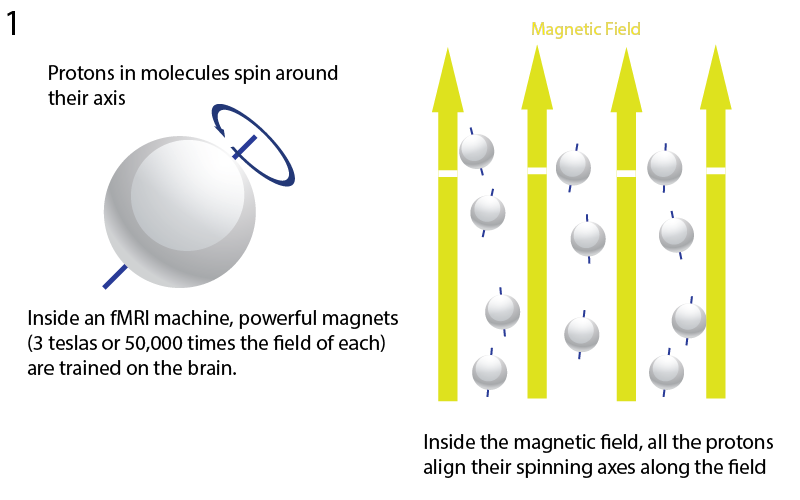 1
Protons in molecules spin around
their axis
Inside an fMRI machine, powerful magnets
(3 teslas or 50,000 times the field of each)
are trained on the brain.
Magnetic Field
Inside the magnetic field, all the protons
align their spinning axes along the field